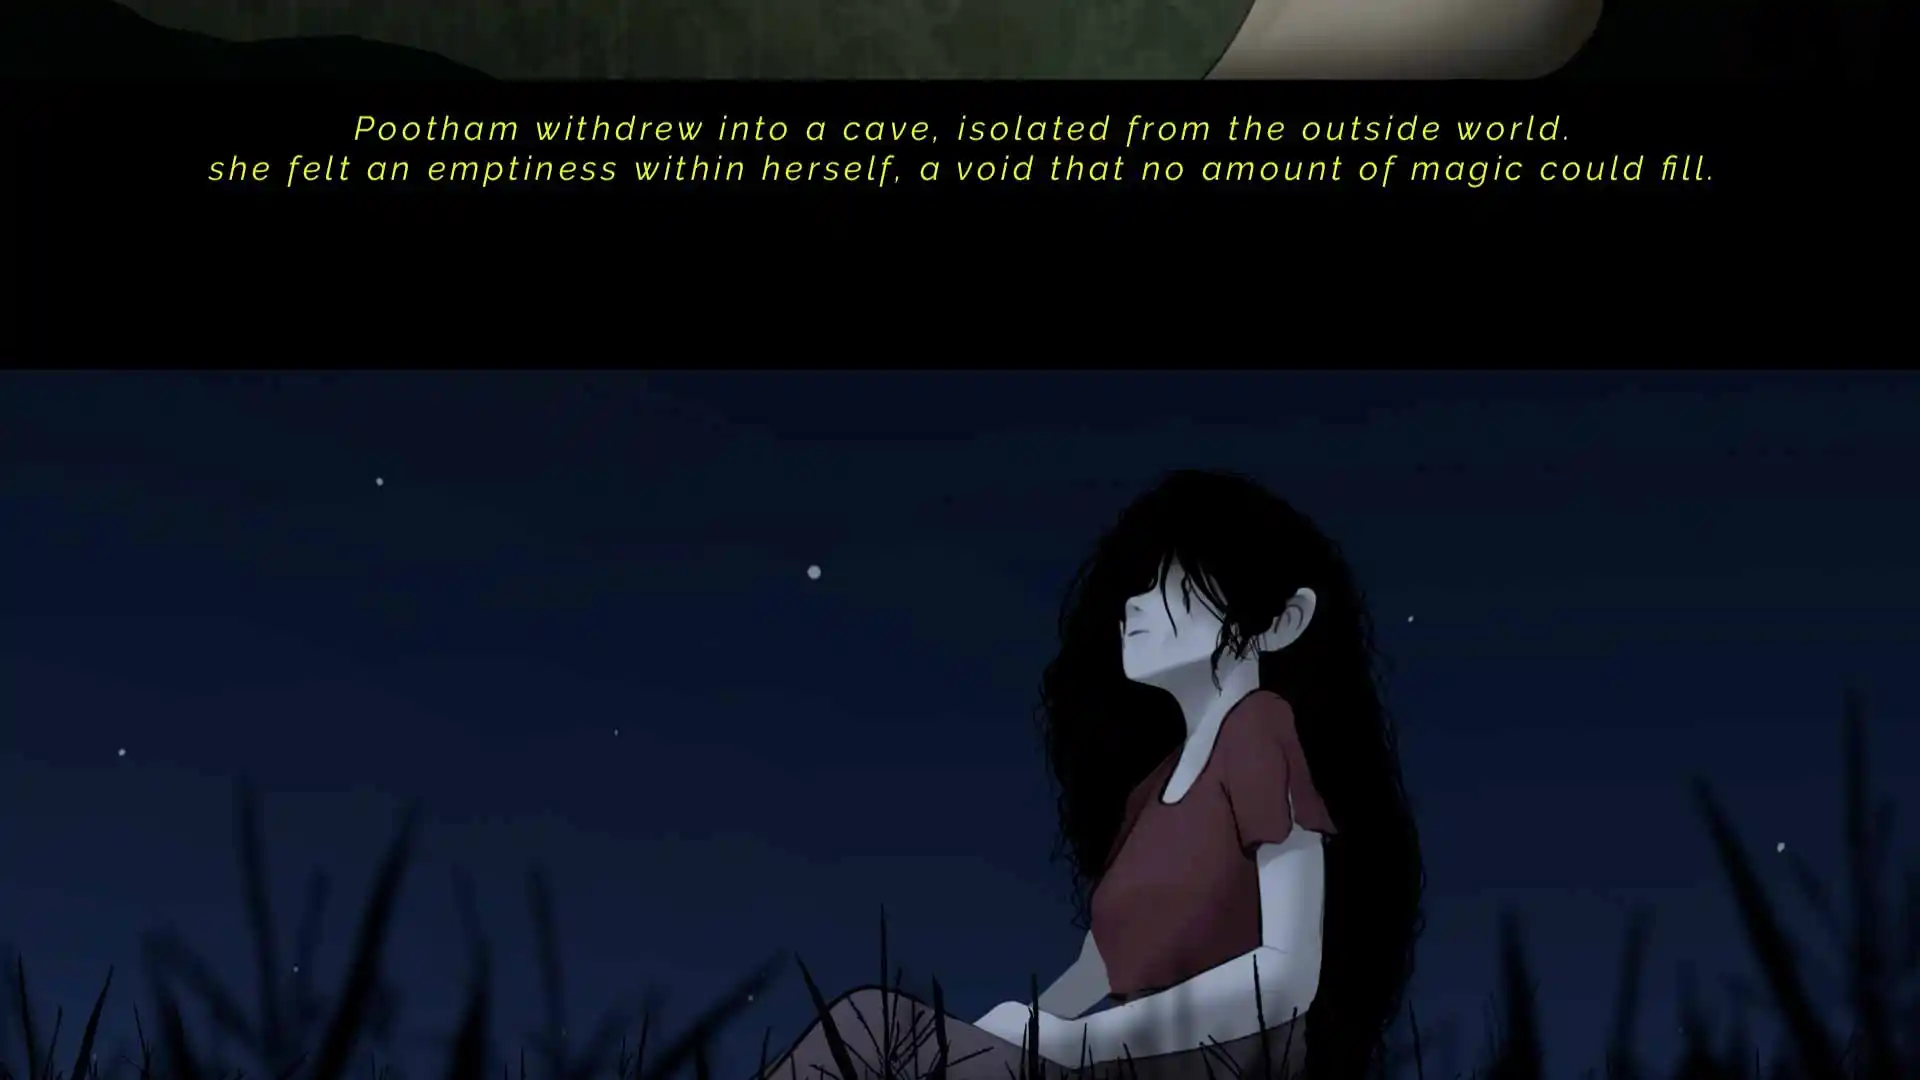 Pootham withdrew into a cave, isolated from the outside world.
she felt an emptiness within herself, a void that no amount of magic could fill.